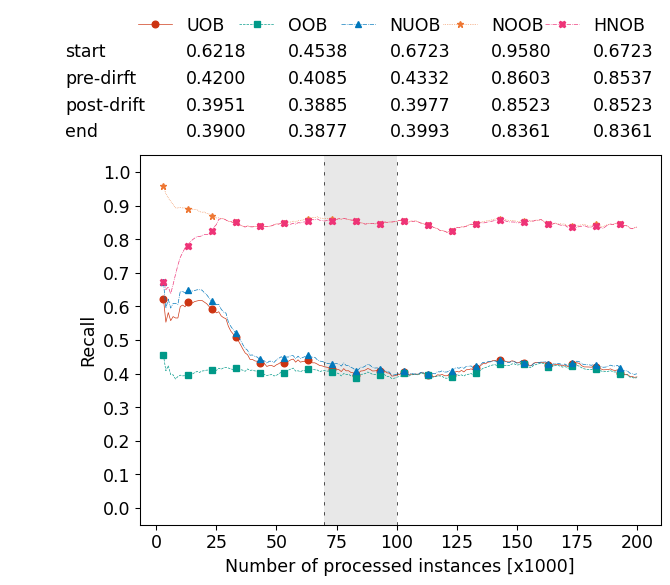 UOB OOB NUOB NOOB HNOB
start 0.6218 0.4538 0.6723 0.9580 0.6723
pre-dirft 0.4200 0.4085 0.4332 0.8603 0.8537
post-drift 0.3951 0.3885 0.3977 0.8523 0.8523
end 0.3900 0.3877 0.3993 0.8361 0.8361
1.0
0.9
0.8
0.7
0.6
0.5
0.4
0.3
0.2
0.1
0.0
Recall
0 25 50 75 100 125 150 175 200
Number of processed instances [x1000]